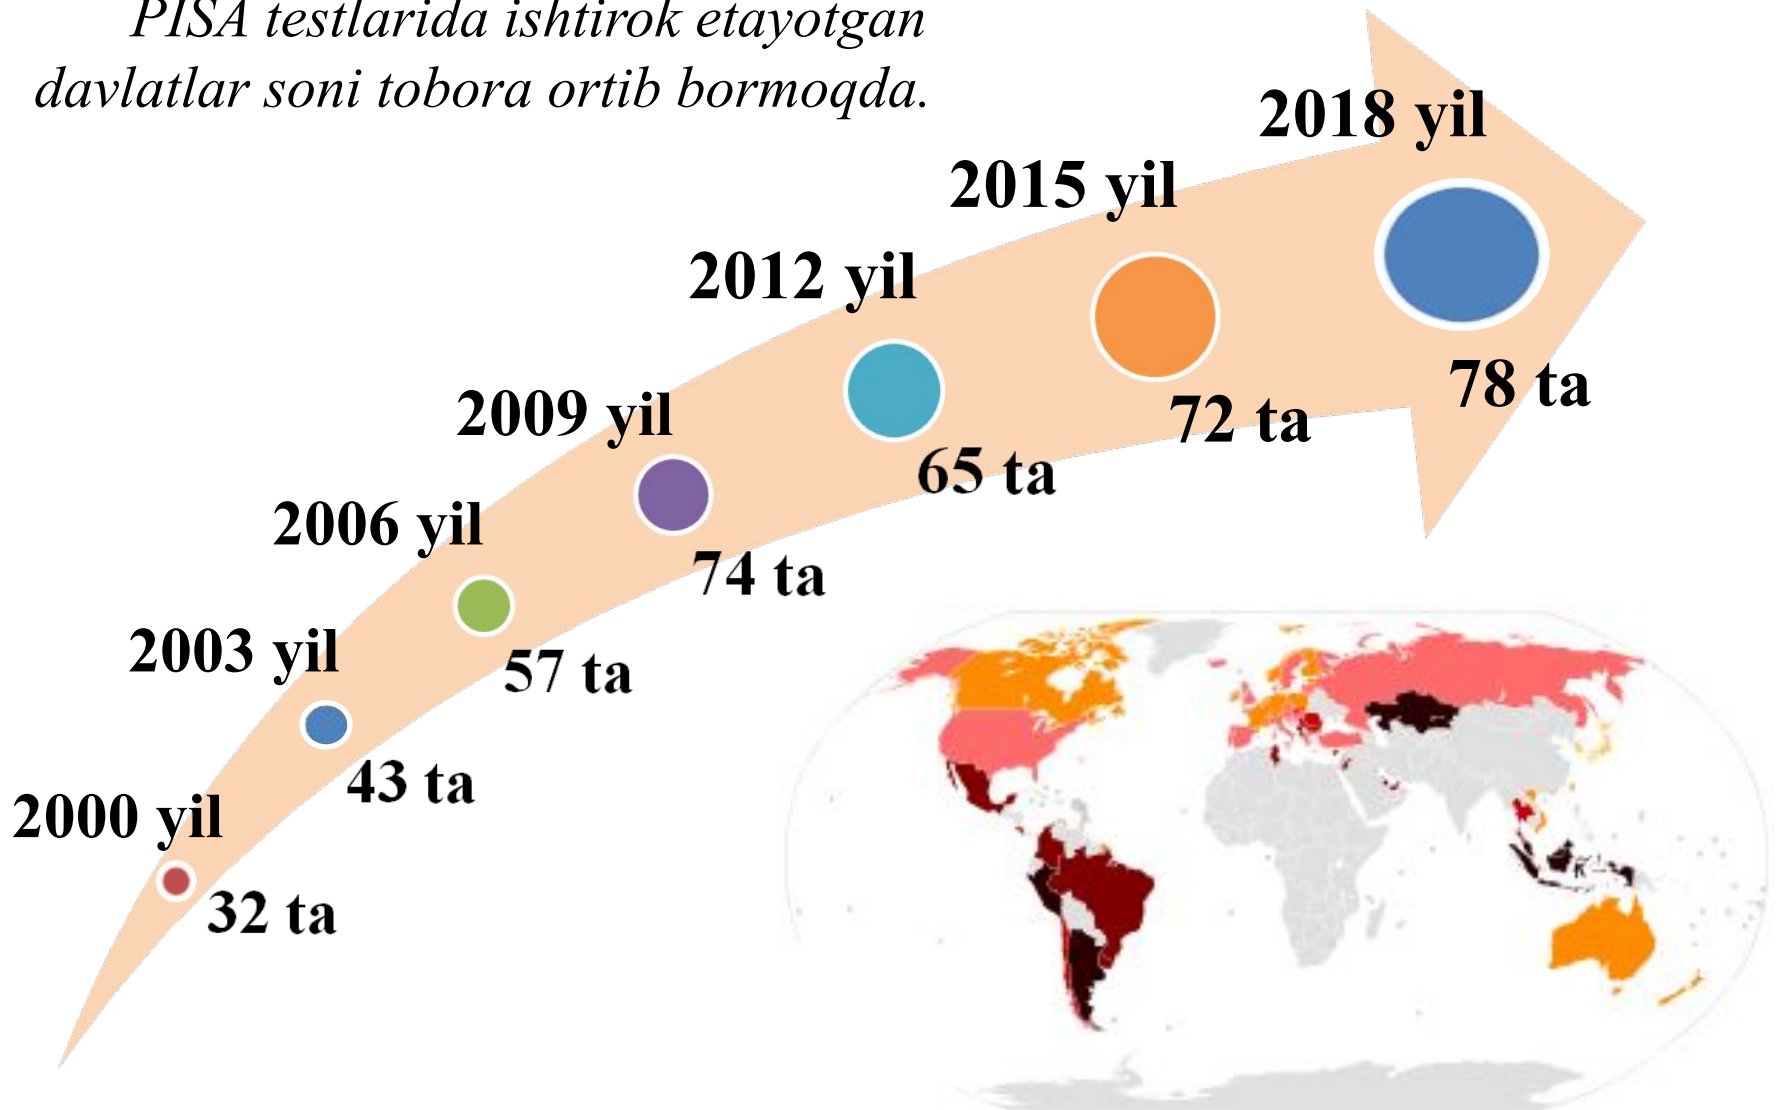 PISA testlarida ishtirok etayotgan
davlatlar soni tobora ortib bormoqda.
2018 yil
78 ta
2015 yil
72 ta
2012 yil
65 ta
2009 yil
74 ta
2006 yil
57 ta
2003 yil
43 ta
2000 yil
32 ta